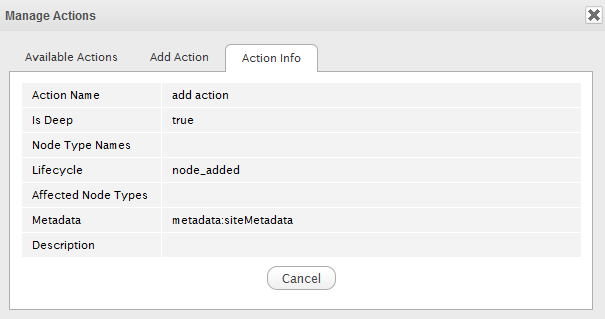 Manage Actions
Available Actions Add Action Action Info
Action Name add action
Is Deep true
Node Type Names
Lifecycle node_added
Affected Node Types
Metadata metadata:siteMetadata
Description
Cancel